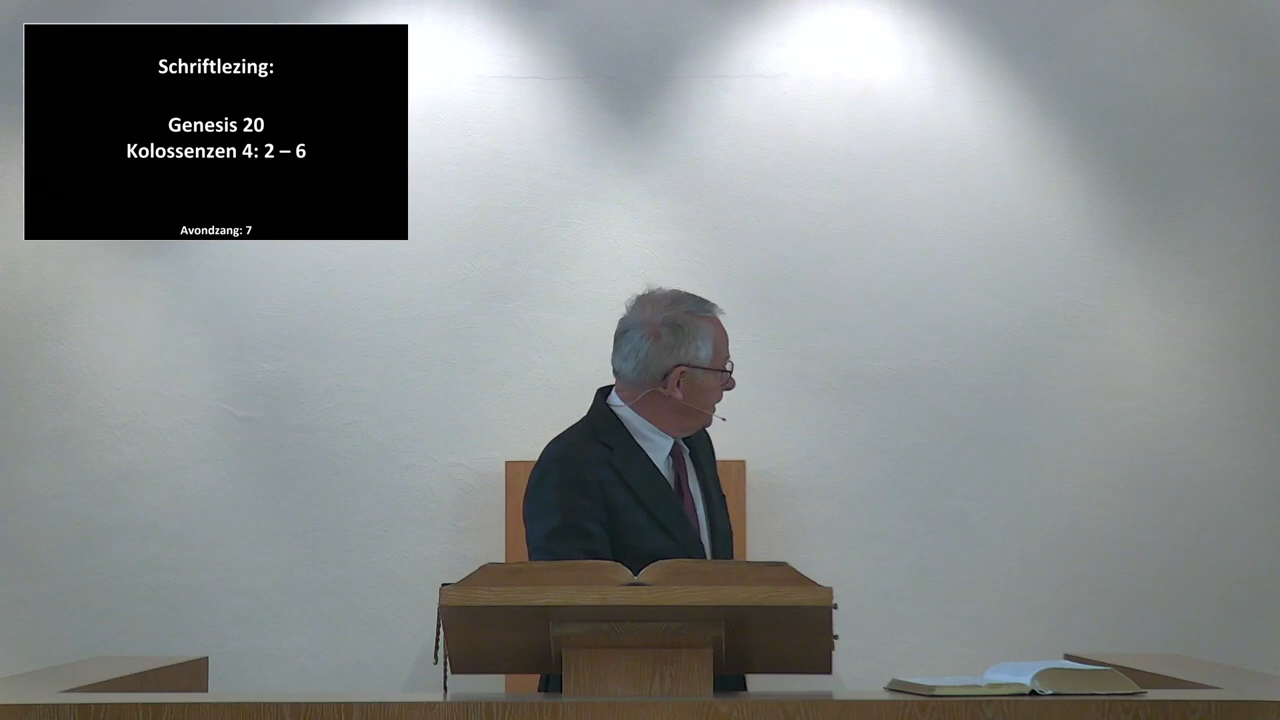 Schriftlezing:
Genesis 20
Kolossenzen 4: 2 – 6
Avondzang: 7